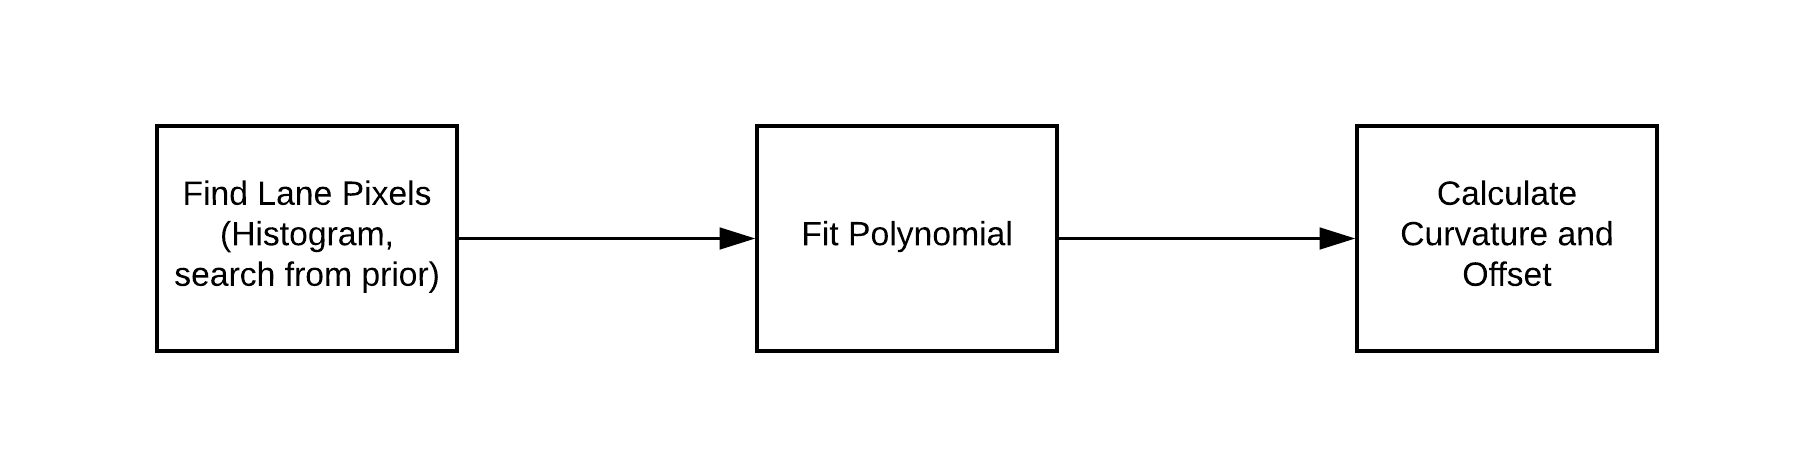 Find Lane Pixels
(Histogram,
search from prior)
Fit Polynomial
Calculate
Curvature and
Offset